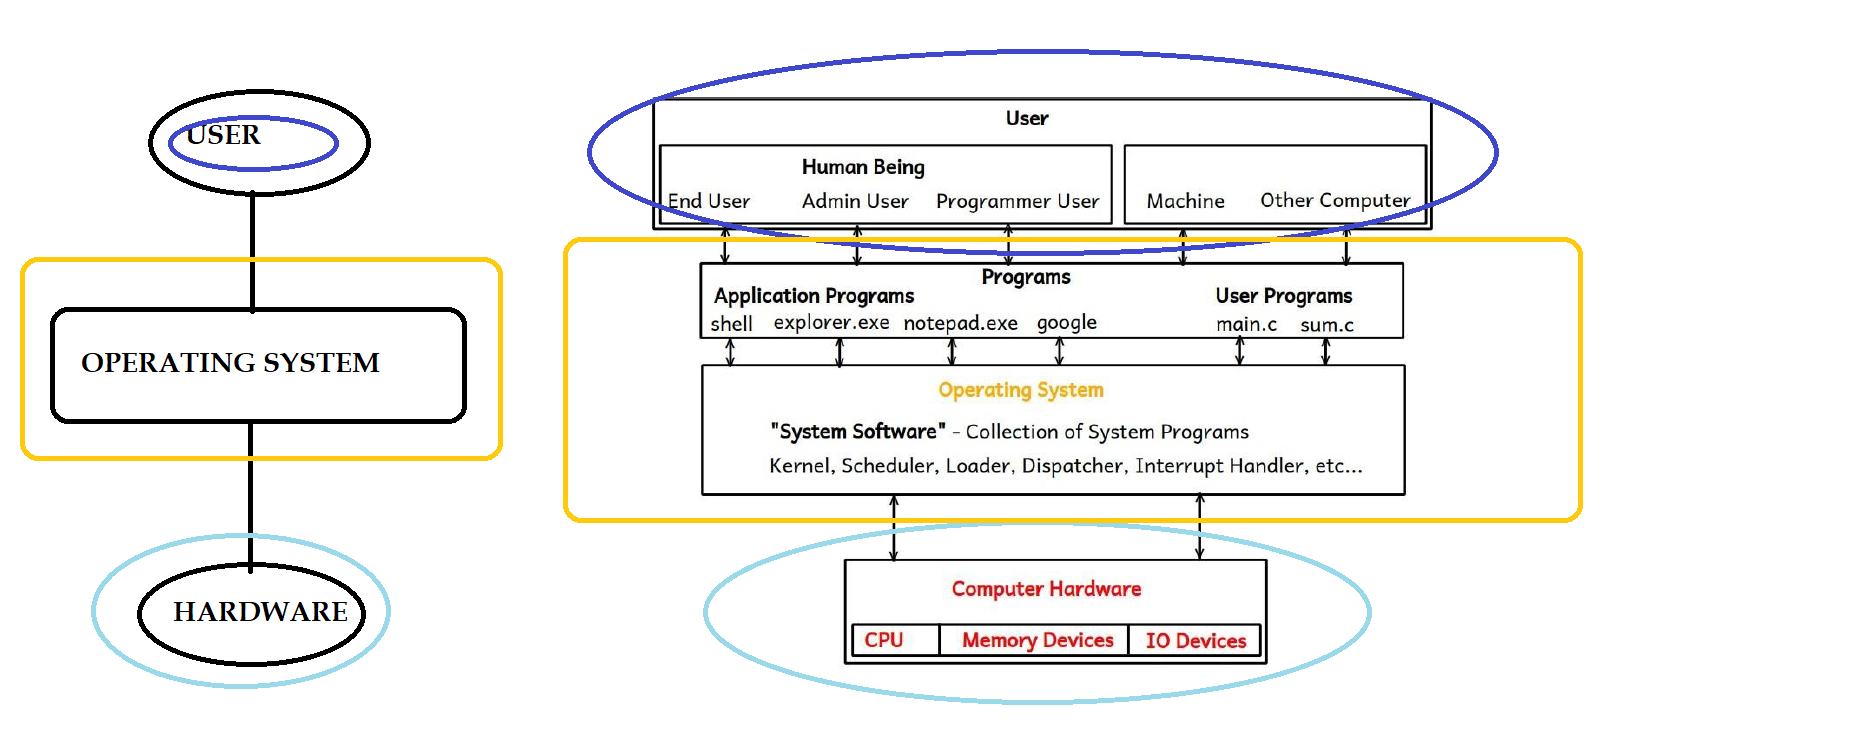 USER
OPERATING SYSTEM
HARDWARE
User
Human Being
End User Admin User Programmer User
Machine Other Computer
Programs
Application Programs User Programs
shell explorer.exe notepad.exe google main.c sum.c
Operating System
"System Software" - Collection of System Programs
Kernel, Scheduler, Loader, Dispatcher, Interrupt Handler, etc...
Computer Hardware
CPU Memory Devices IO Devices